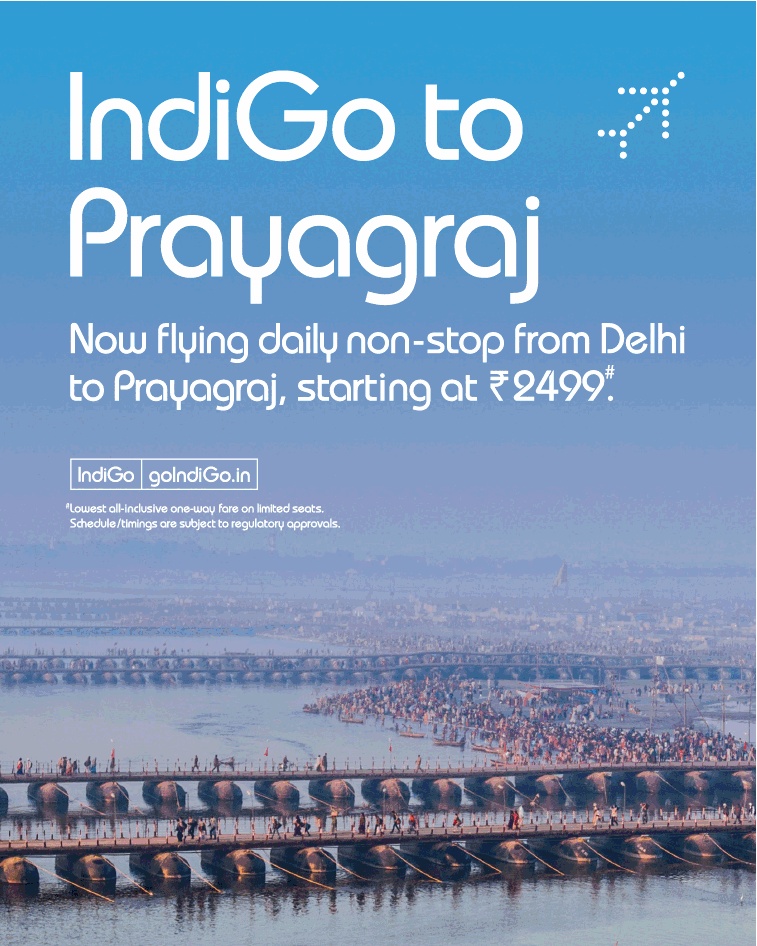 IndiGo to
Prayagraj
Now flying daily non-stop from Delhi
to Prayagraj, starting at ₹2499#.
IndiGo goIndiGo.in
#Lowest all-inclusive one-way fare on limited seats.
Schedule/timings are subject to regulatory approvals.